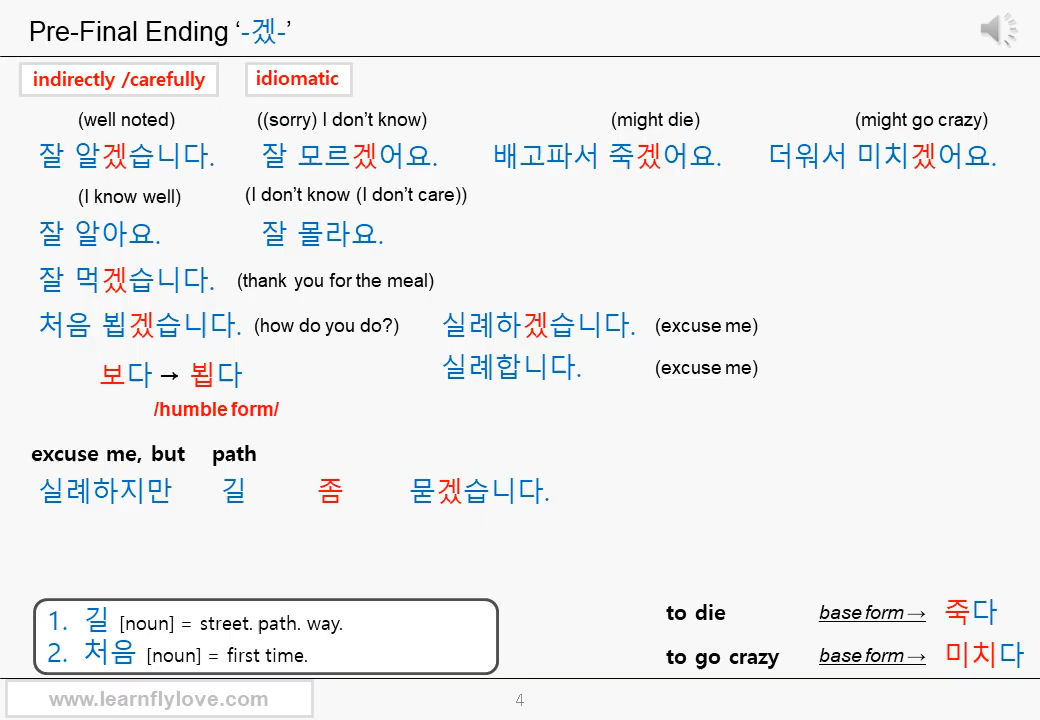 Pre-Final Ending ‘-겠-’
indirectly /carefully
idiomatic
(well noted) ((sorry) I don’t know) (might die) (might go crazy)
잘 알겠습니다. 잘 모르겠어요. 배고파서 죽겠어요. 더워서 미치겠어요.
(I know well) (I don’t know (I don’t care))
잘 알아요. 잘 몰라요.
잘 먹겠습니다. (thank you for the meal)
처음 뵙겠습니다. (how do you do?) 실례하겠습니다. (excuse me)
실례합니다. (excuse me)
보다 → 뵙다
/humble form/
excuse me, but path
실례하지만 길 좀 묻겠습니다.
1. 길 [noun] = street. path. way.
2. 처음 [noun] = first time.
to die base form → 죽다
to go crazy base form → 미치다
www.learnflylove.com
4